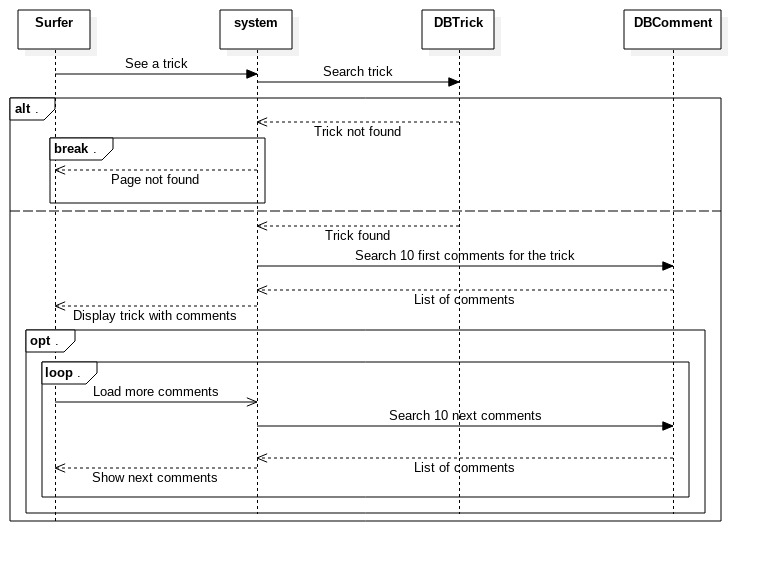 Surfer
system
DBTrick
DBComment
See a trick
Search trick
alt .
Trick not found
break .
Page not found
Trick found
Search 10 first comments for the trick
List of comments
Display trick with comments
opt .
loop .
Load more comments
Search 10 next comments
List of comments
Show next comments